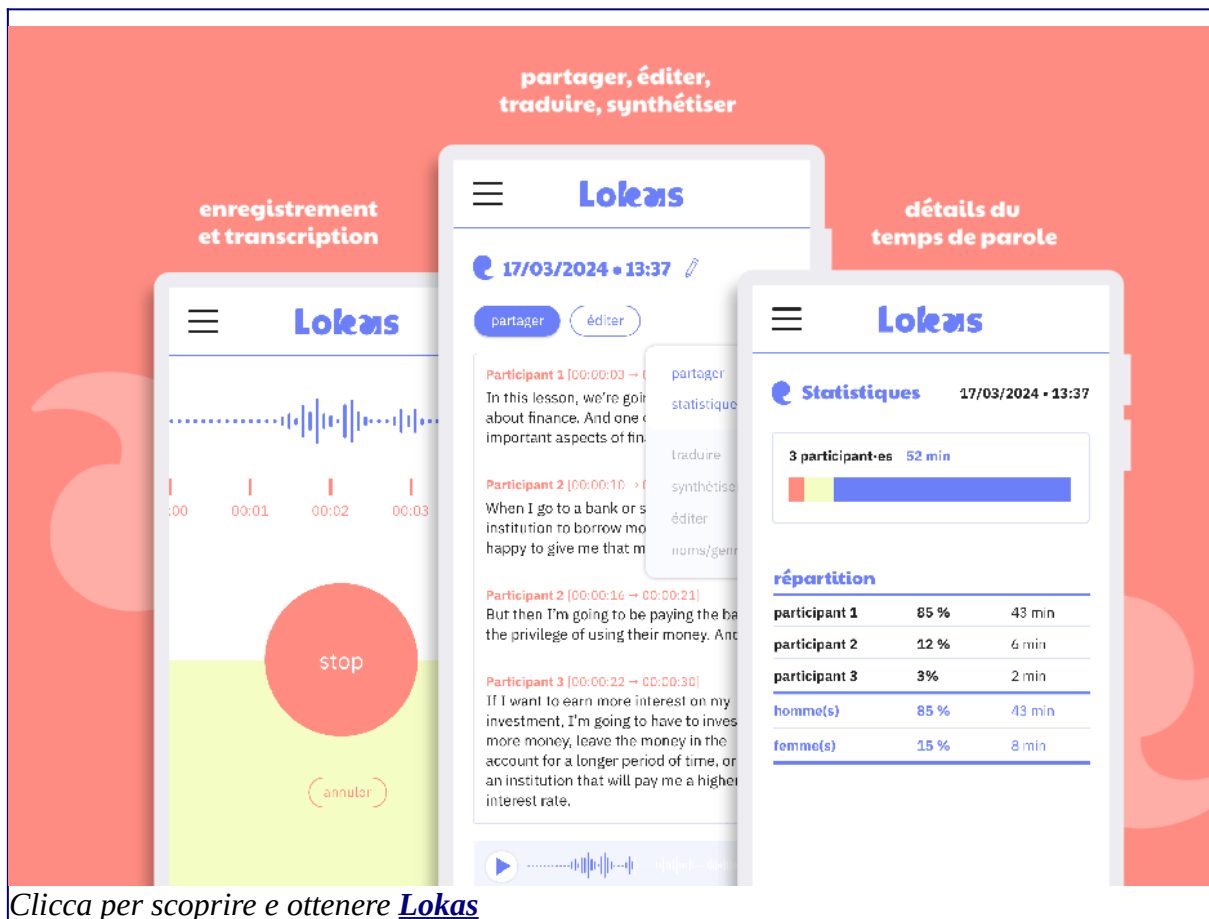 partager, éditer,
traduire, synthétiser
enregistrement
et transcription
détails du
temps de parole
Lokas
00:01 00:02 00:03
stop
annuler
Lokas
17/03/2024 • 13:37
partager éditer
Participant 1 [00:00:03 →
In this lesson, we're
about finance. And one
important aspects of
Participant 2 [00:00:10 →
When I go to a bank or
institution to borrow
happy to give me that
Participant 2 [00:00:16 → 00:00:21]
But then I'm going to be paying the
the privilege of using their money.
Participant 3 [00:00:22 → 00:00:30]
If I want to earn more interest on my
investment, I'm going to have to
more money, leave the money in the
account for a longer period of time, or
an institution that will pay me a higher
interest rate.
partager
statistique
traduire
éditer
Lokas
Statistiques 17/03/2024 • 13:37
3 participant·es 52 min
répartition
participant 1 85 % 43 min
participant 2 12 % 6 min
participant 3 3% 2 min
homme(s) 85 % 43 min
femme(s) 15 % 8 min
Clicca per scoprire e ottenere Lokas